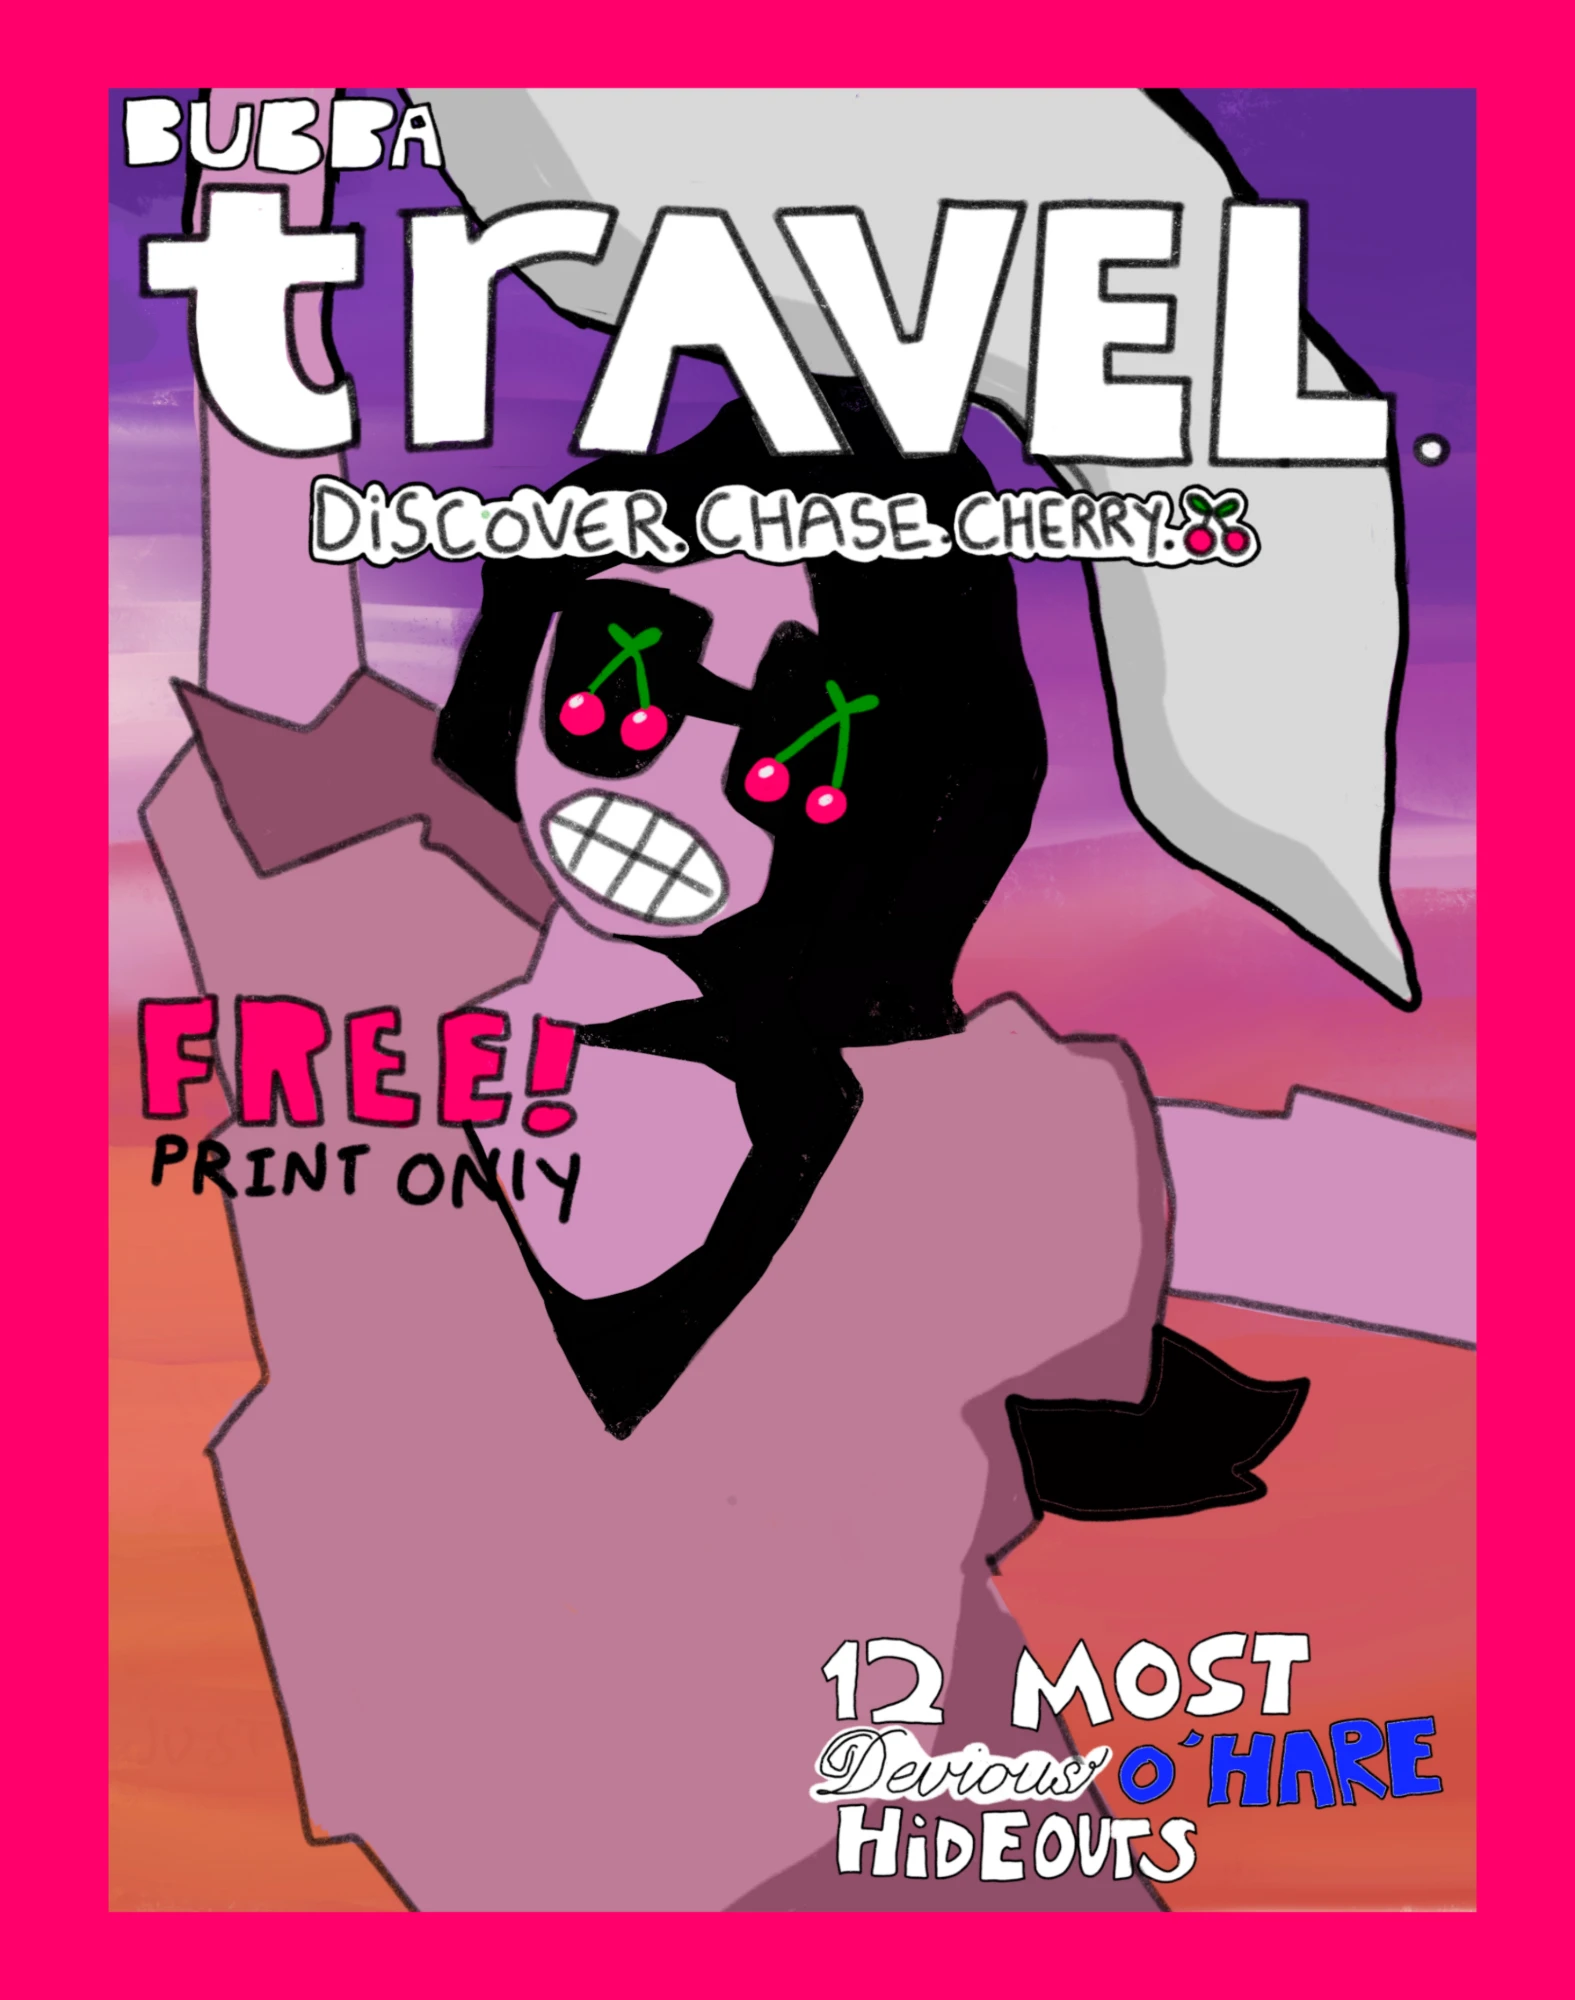 BUBBA
trAVEL.
DiSCOVER. CHASE. CHERRY.
FREE!
PRINT ONlY
12 MOST
Devious O'HARE
HiDEOUTS